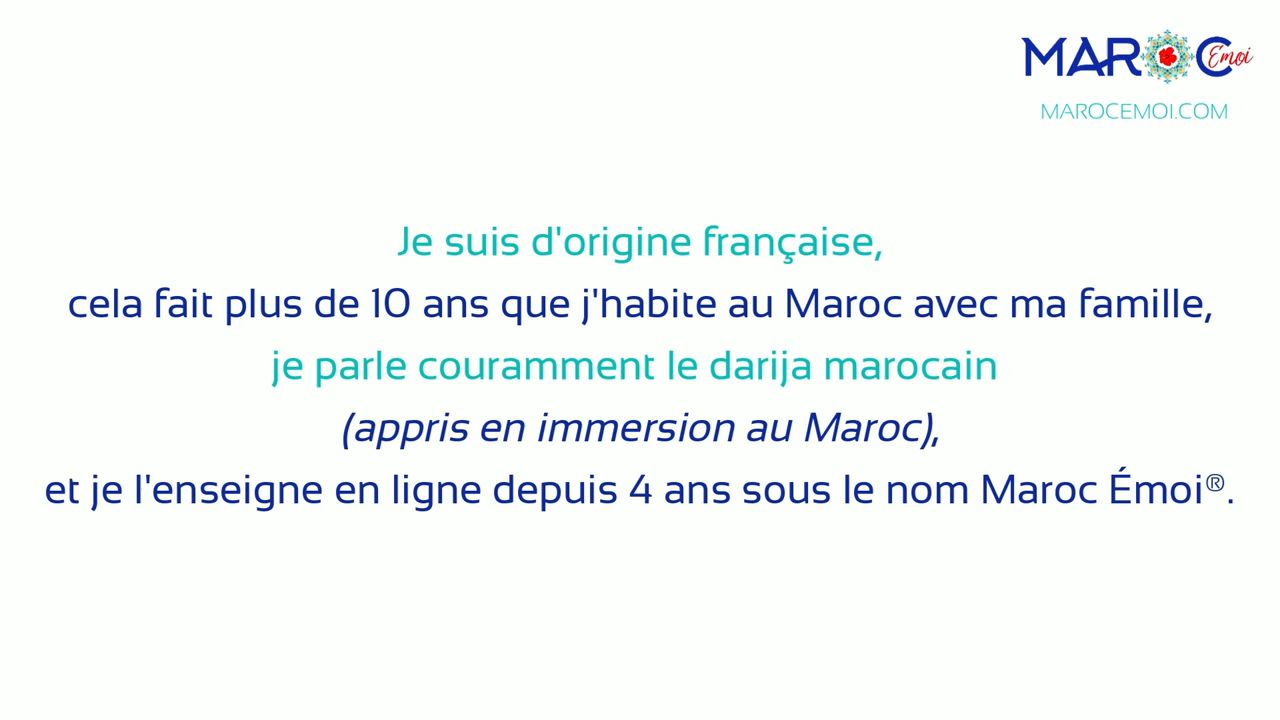 MAROC Émoi
MAROCEMOI.COM
Je suis d'origine française,
cela fait plus de 10 ans que j'habite au Maroc avec ma famille,
je parle couramment le darija marocain
(appris en immersion au Maroc),
et je l'enseigne en ligne depuis 4 ans sous le nom Maroc Émoi®.